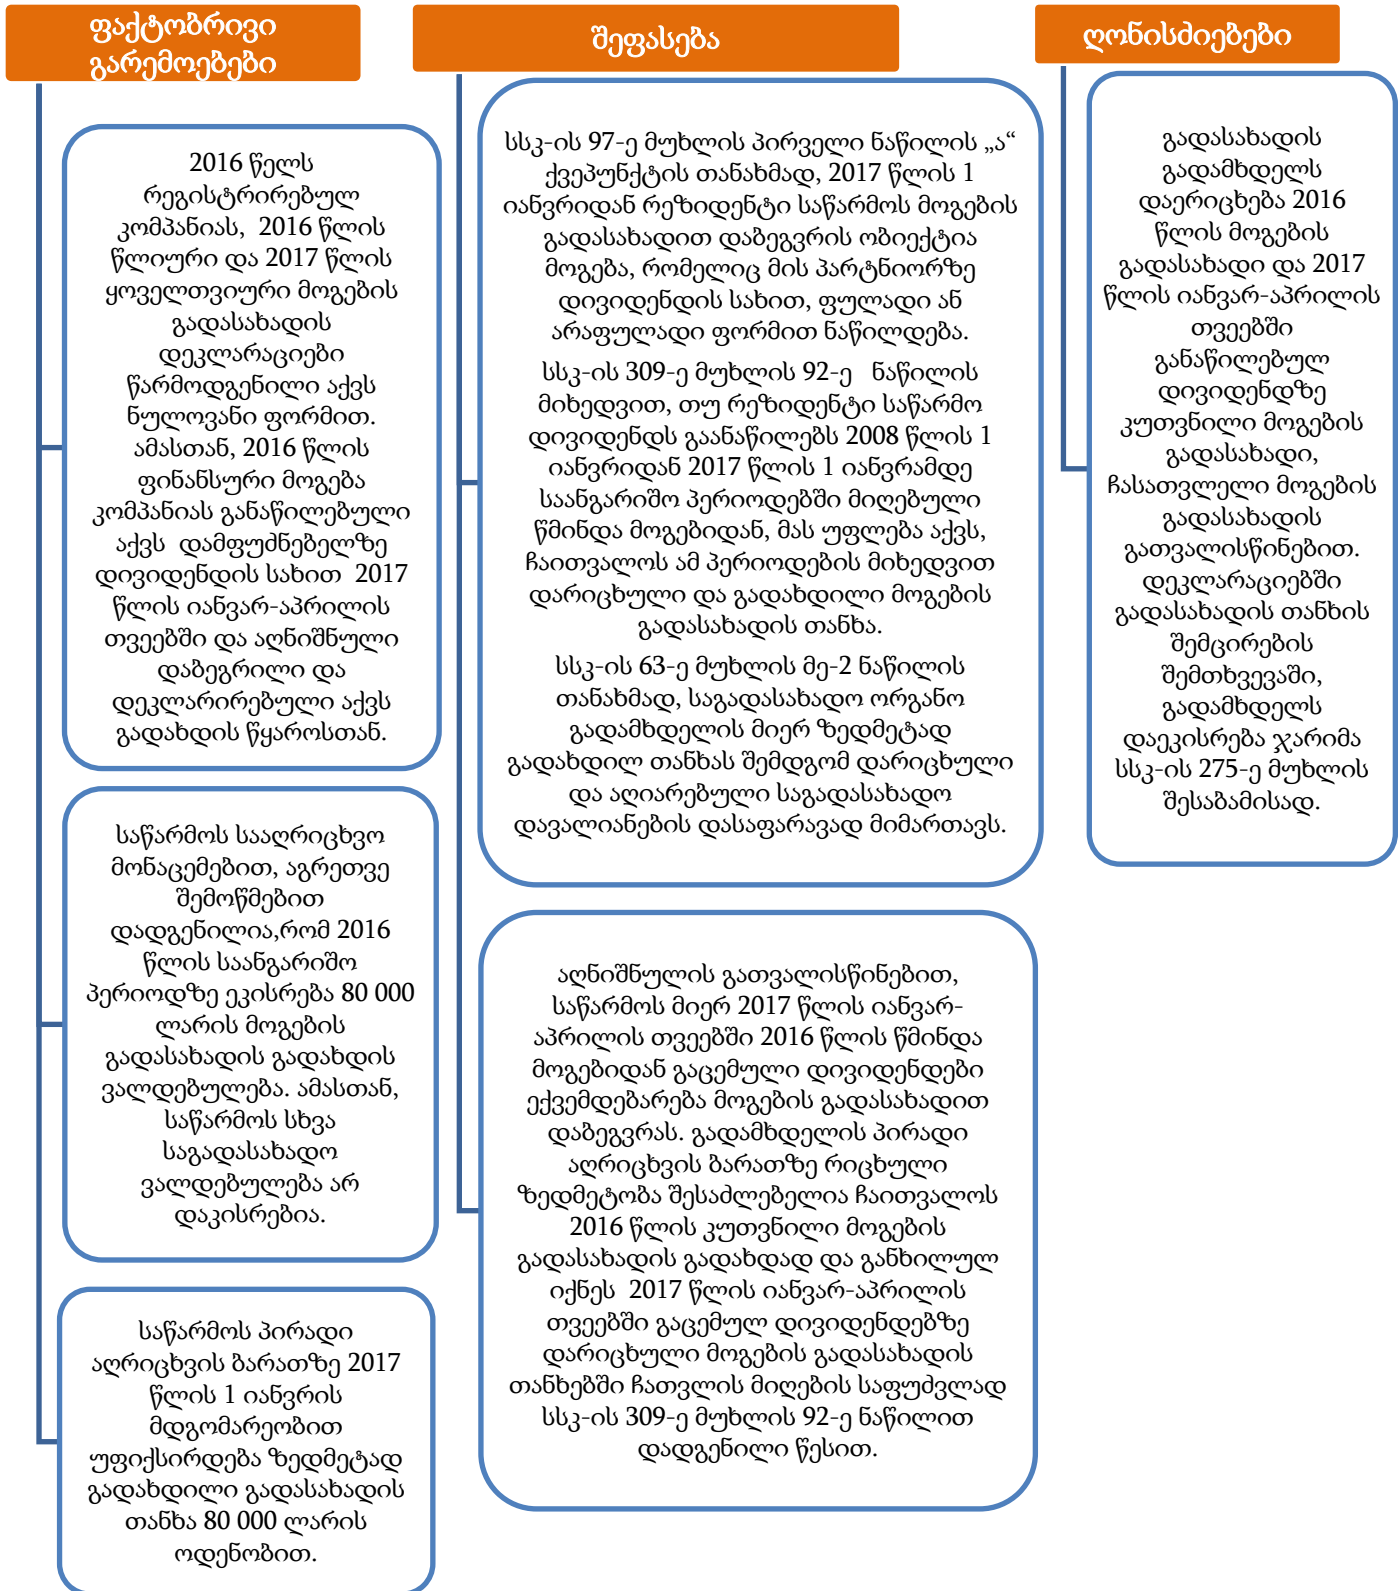 ფაქტობრივი
გარემოებები
2016 წელს
რეგისტრირებულ
კომპანიას, 2016 წლის
წლიური და 2017 წლის
ყოველთვიური მოგების
გადასახადის
დეკლარაციები
წარმოდგენილი აქვს
ნულოვანი ფორმით.
ამასთან, 2016 წლის
ფინანსური მოგება
კომპანიას განაწილებული
აქვს დამფუძნებელზე
დივიდენდის სახით 2017
წლის იანვარ-აპრილის
თვეებში და აღნიშნული
დაბეგრილი და
დეკლარირებული აქვს
გადახდის წყაროსთან.
საწარმოს სააღრიცხვო
მონაცემებით, აგრეთვე
შემოწმებით
დადგენილია,რომ 2016
წლის საანგარიშო
პერიოდზე ეკისრება 80 000
ლარის მოგების
გადასახადის გადახდის
ვალდებულება. ამასთან,
საწარმოს სხვა
საგადასახადო
ვალდებულება არ
დაკისრებია.
საწარმოს პირადი
აღრიცხვის ბარათზე 2017
წლის 1 იანვრის
მდგომარეობით
უფიქსირდება ზედმეტად
გადახდილი გადასახადის
თანხა 80 000 ლარის
ოდენობით.
შეფასება
სსკ-ის 97-ე მუხლის პირველი ნაწილის „ა“
ქვეპუნქტის თანახმად, 2017 წლის 1
იანვრიდან რეზიდენტი საწარმოს მოგების
გადასახადით დაბეგვრის ობიექტია
მოგება, რომელიც მის პარტნიორზე
დივიდენდის სახით, ფულადი ან
არაფულადი ფორმით ნაწილდება.
სსკ-ის 309-ე მუხლის 92-ე ნაწილის
მიხედვით, თუ რეზიდენტი საწარმო
დივიდენდს გაანაწილებს 2008 წლის 1
იანვრიდან 2017 წლის 1 იანვრამდე
საანგარიშო პერიოდებში მიღებული
წმინდა მოგებიდან, მას უფლება აქვს,
ჩაითვალოს ამ პერიოდების მიხედვით
დარიცხული და გადახდილი მოგების
გადასახადის თანხა.
სსკ-ის 63-ე მუხლის მე-2 ნაწილის
თანახმად, საგადასახადო ორგანო
გადამხდელის მიერ ზედმეტად
გადახდილ თანხას შემდგომ დარიცხული
და აღიარებული საგადასახადო
დავალიანების დასაფარავად მიმართავს.
აღნიშნულის გათვალისწინებით,
საწარმოს მიერ 2017 წლის იანვარ-
აპრილის თვეებში 2016 წლის წმინდა
მოგებიდან გაცემული დივიდენდები
ექვემდებარება მოგების გადასახადით
დაბეგვრას. გადამხდელის პირადი
აღრიცხვის ბარათზე რიცხული
ზედმეტობა შესაძლებელია ჩაითვალოს
2016 წლის კუთვნილი მოგების
გადასახადის გადახდად და განხილულ
იქნეს 2017 წლის იანვარ-აპრილის
თვეებში გაცემულ დივიდენდებზე
დარიცხული მოგების გადასახადის
თანხებში ჩათვლის მიღების საფუძვლად
სსკ-ის 309-ე მუხლის 92-ე ნაწილით
დადგენილი წესით.
ღონისძიებები
გადასახადის
გადამხდელს
დაერიცხება 2016
წლის მოგების
გადასახადი და 2017
წლის იანვარ-აპრილის
თვეებში
განაწილებულ
დივიდენდზე
კუთვნილი მოგების
გადასახადი,
ჩასათვლელი მოგების
გადასახადის
გათვალისწინებით.
დეკლარაციებში
გადასახადის თანხის
შემცირების
შემთხვევაში,
გადამხდელს
დაეკისრება ჯარიმა
სსკ-ის 275-ე მუხლის
შესაბამისად.